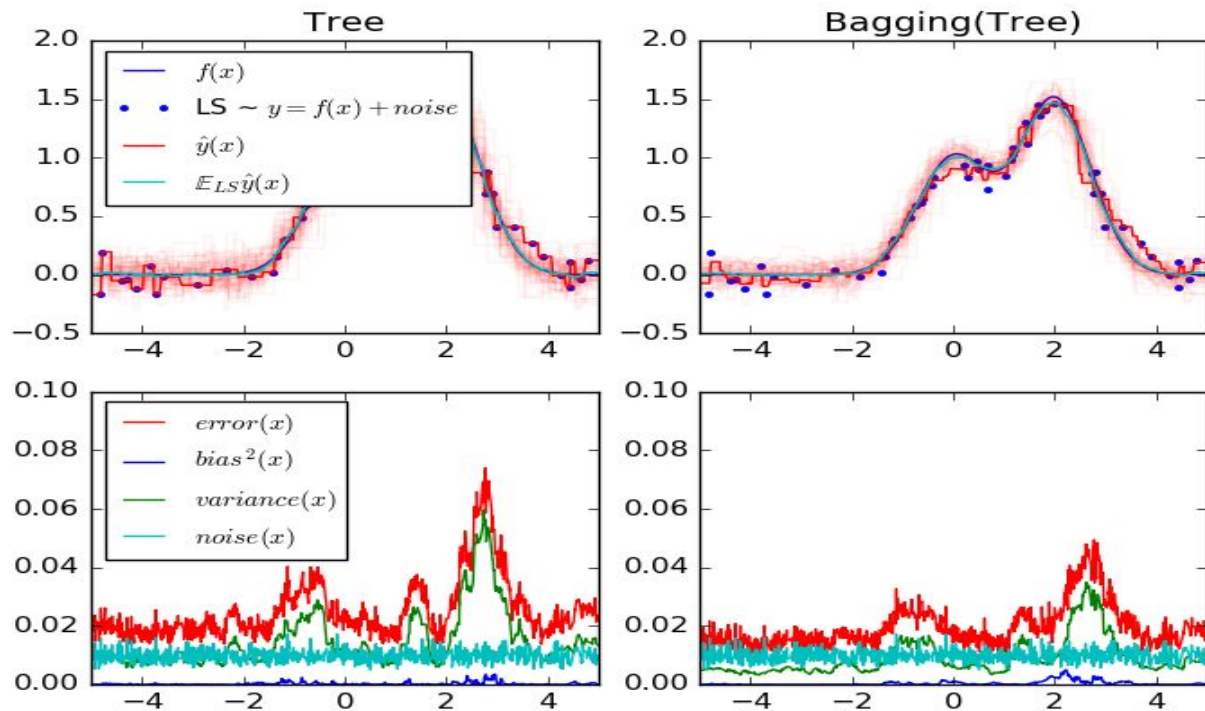 Tree
Bagging(Tree)
2.0
1.5
1.0
0.5
0.0
−0.5
f(x)
LS ~ y = f(x) + noise
ŷ(x)
𝔼_LS ŷ(x)
−4 −2 0 2 4
2.0
1.5
1.0
0.5
0.0
−0.5
−4 −2 0 2 4
0.10
0.08
0.06
0.04
0.02
0.00
error(x)
bias²(x)
variance(x)
noise(x)
−4 −2 0 2 4
0.10
0.08
0.06
0.04
0.02
0.00
−4 −2 0 2 4